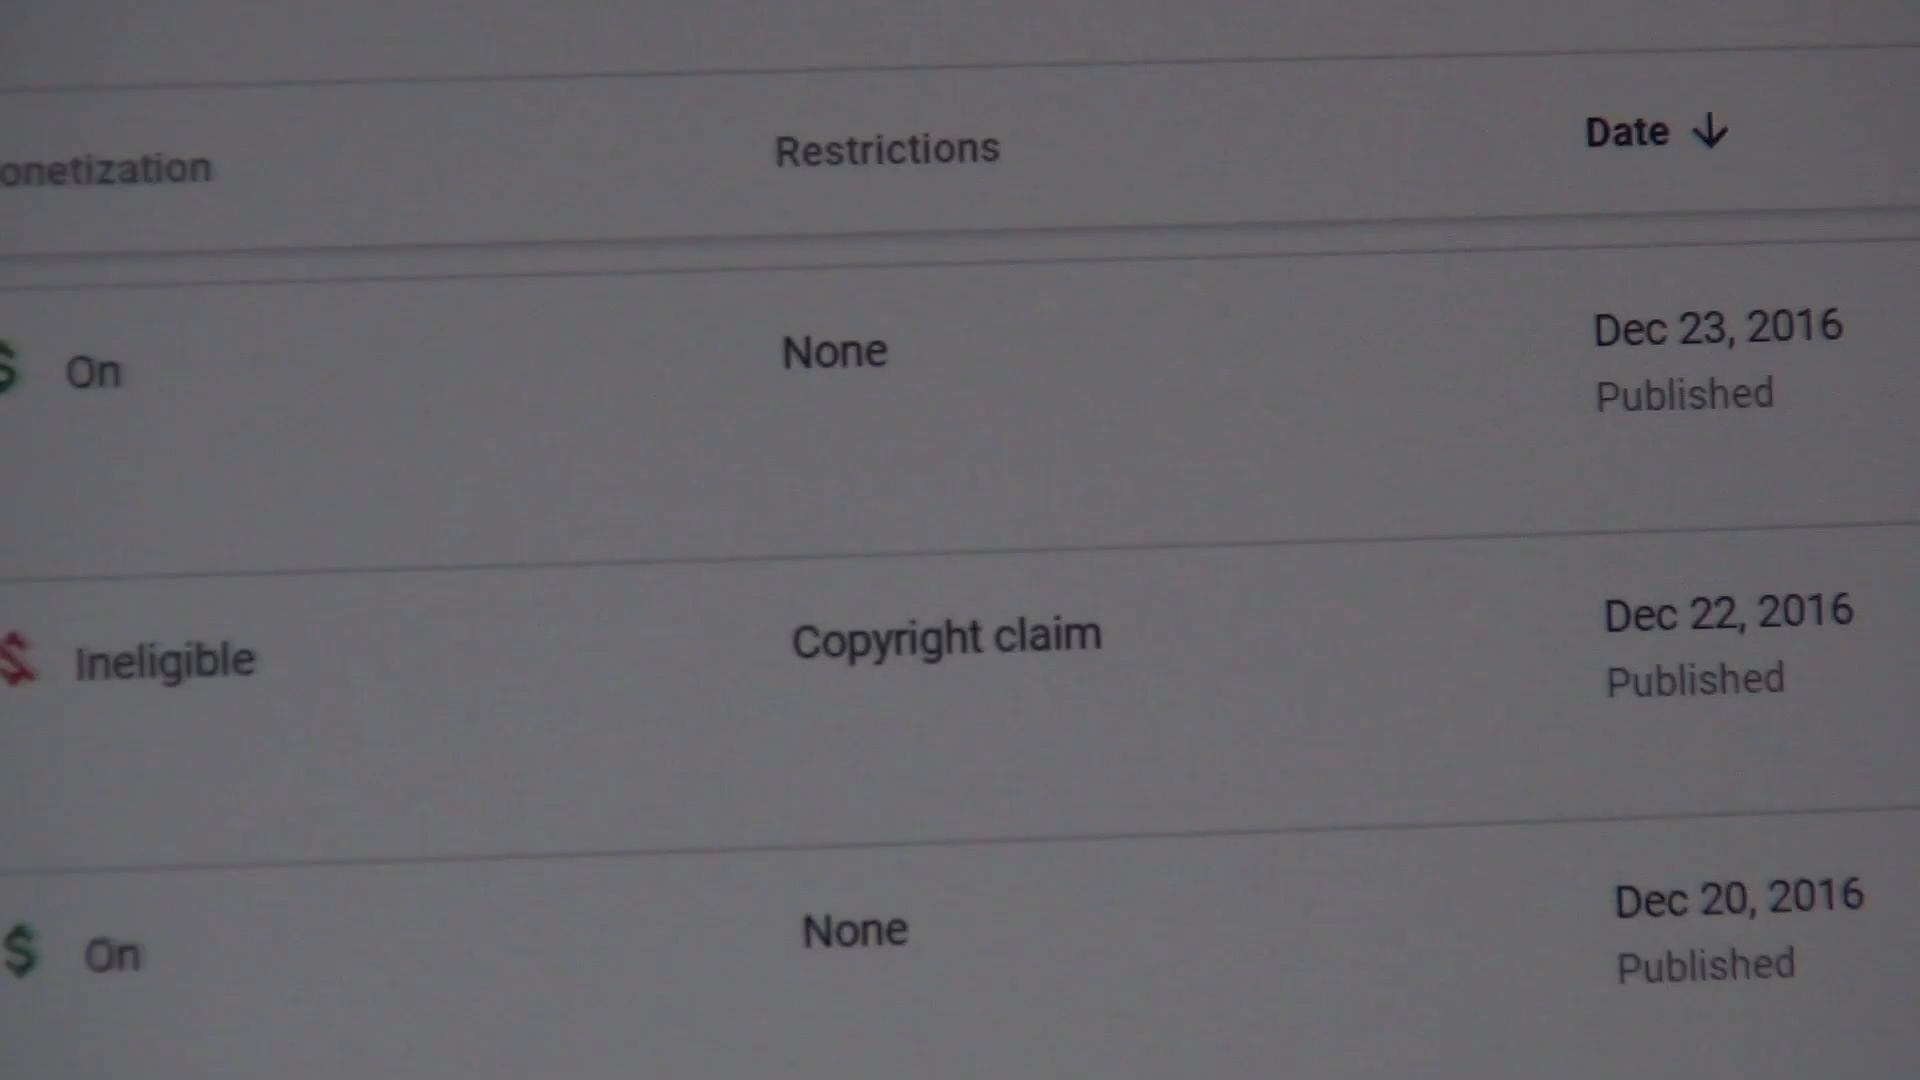 onetization Restrictions Date ↓
$ On None Dec 23, 2016
Published
$ Ineligible Copyright claim Dec 22, 2016
Published
$ On None Dec 20, 2016
Published